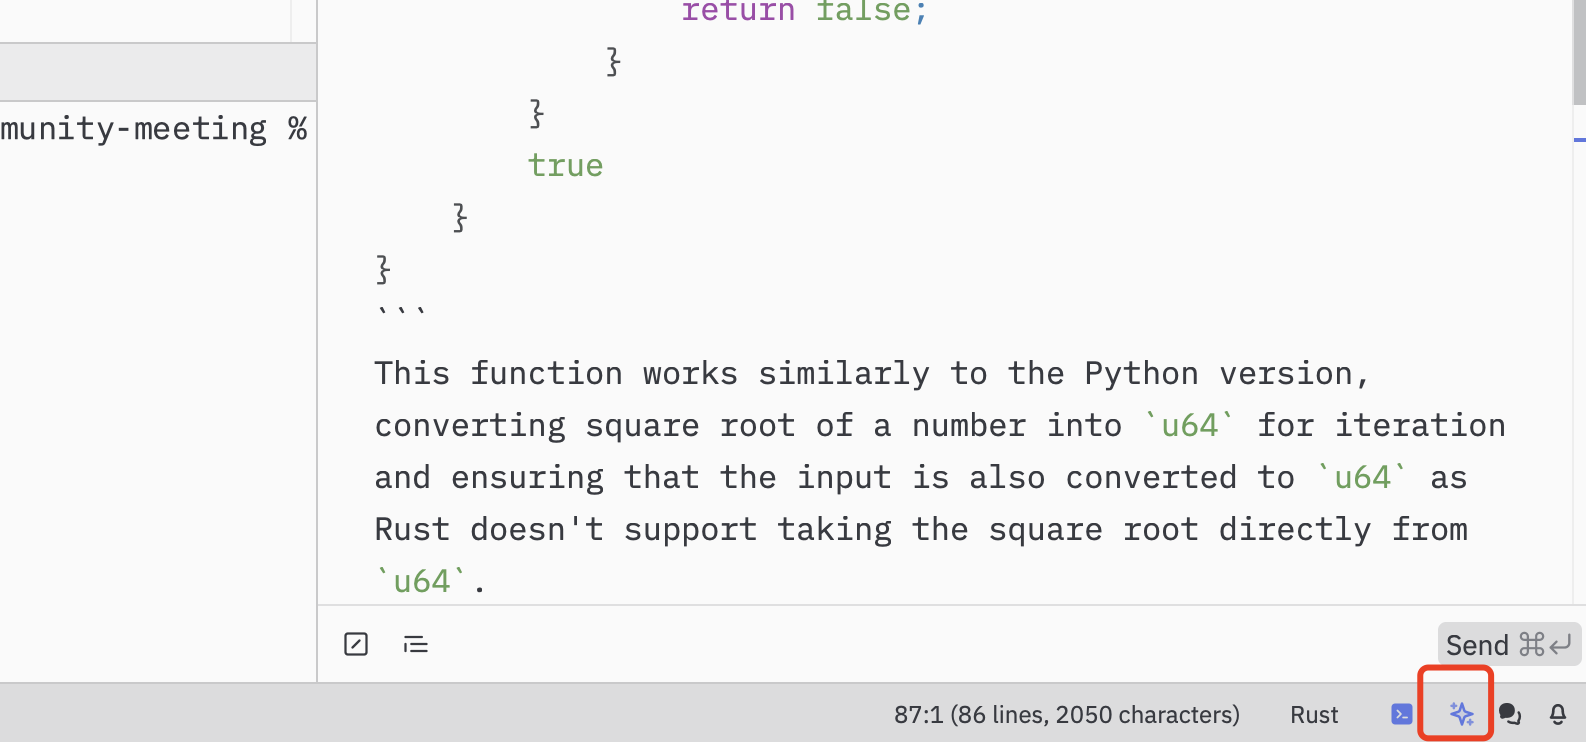 return false;
}
}
munity-meeting %
true
}
}
```
This function works similarly to the Python version,
converting square root of a number into `u64` for iteration
and ensuring that the input is also converted to `u64` as
Rust doesn't support taking the square root directly from
`u64`.
Send ⌘↩
87:1 (86 lines, 2050 characters)
Rust